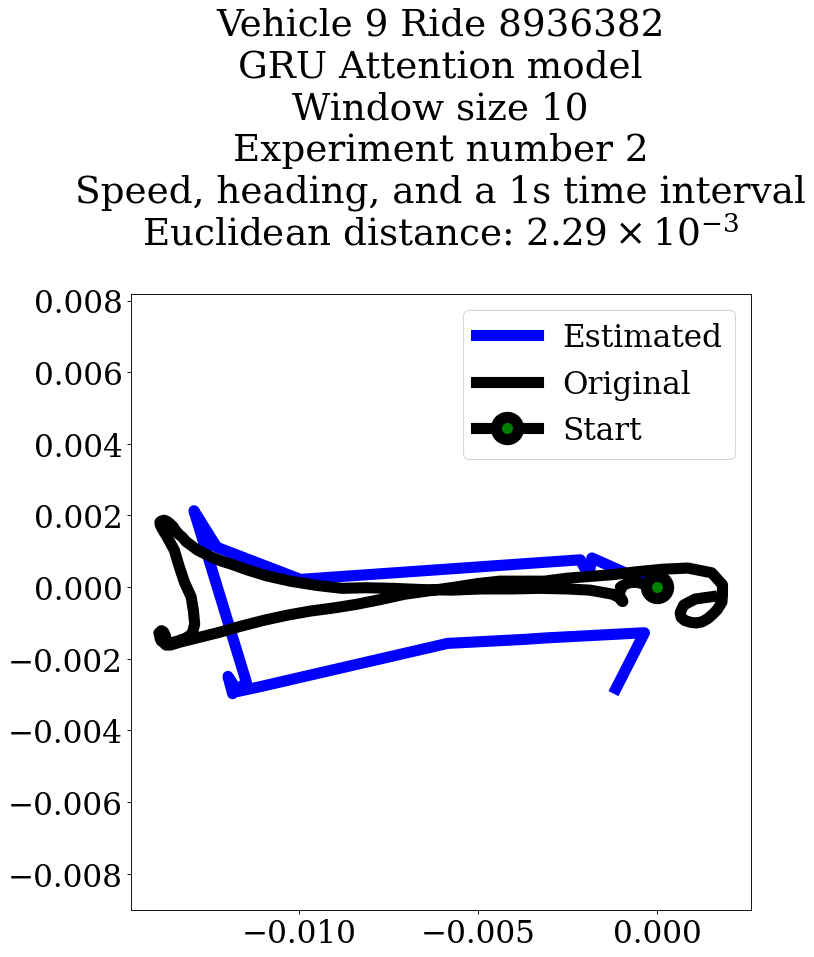 Vehicle 9 Ride 8936382
GRU Attention model
Window size 10
Experiment number 2
Speed, heading, and a 1s time interval
Euclidean distance: 2.29 × 10⁻³
0.008
0.006
0.004
0.002
0.000
−0.002
−0.004
−0.006
−0.008
Estimated
Original
Start
−0.010
−0.005
0.000